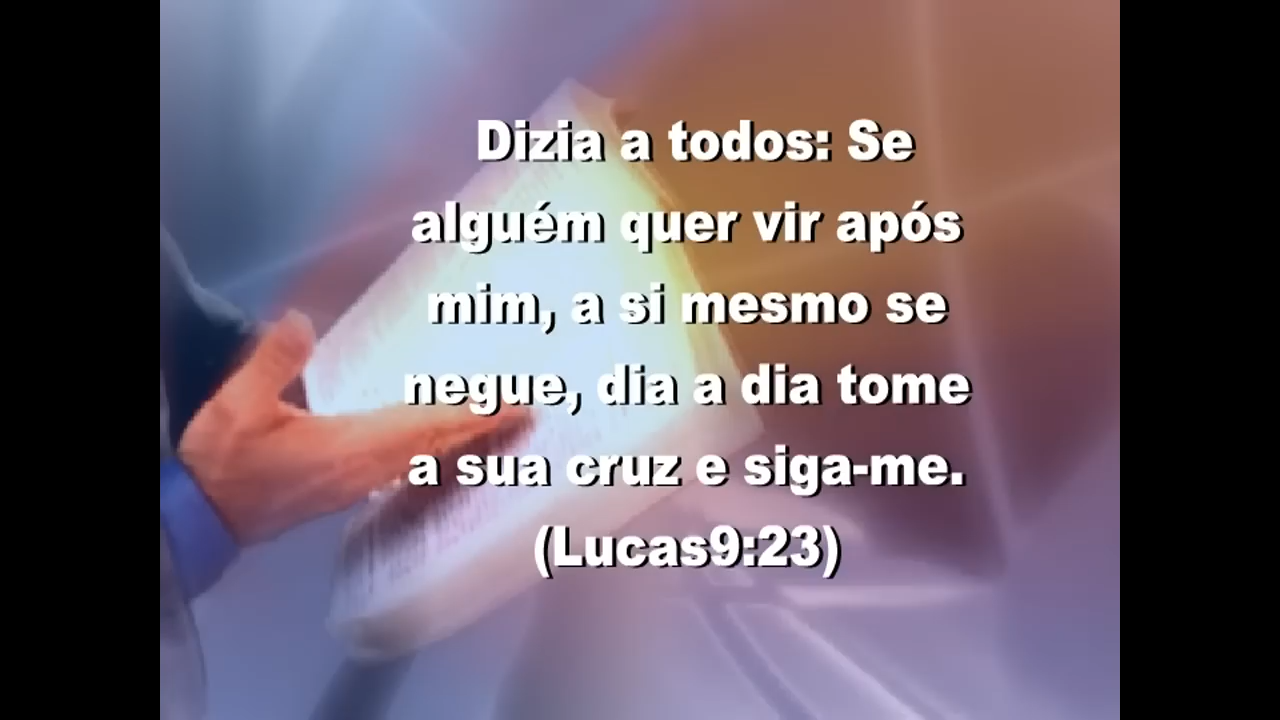 Dizia a todos: Se
alguém quer vir após
mim, a si mesmo se
negue, dia a dia tome
a sua cruz e siga-me.
(Lucas9:23)